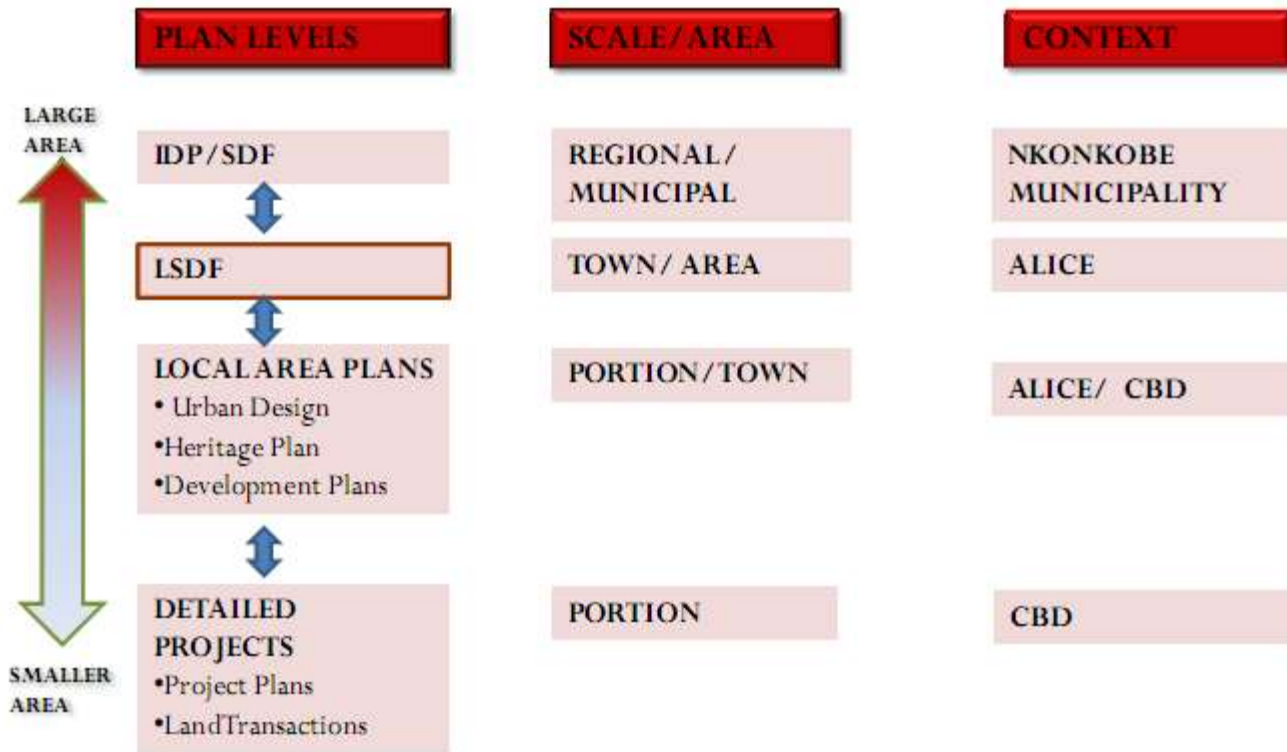 PLAN LEVELS
SCALE/AREA
CONTEXT
LARGE
AREA
IDP/SDF
REGIONAL/
MUNICIPAL
NKONKOBE
MUNICIPALITY
LSDF
TOWN/ AREA
ALICE
LOCAL AREA PLANS
• Urban Design
•Heritage Plan
•Development Plans
PORTION/TOWN
ALICE/ CBD
DETAILED
PROJECTS
•Project Plans
•LandTransactions
PORTION
CBD
SMALLER
AREA